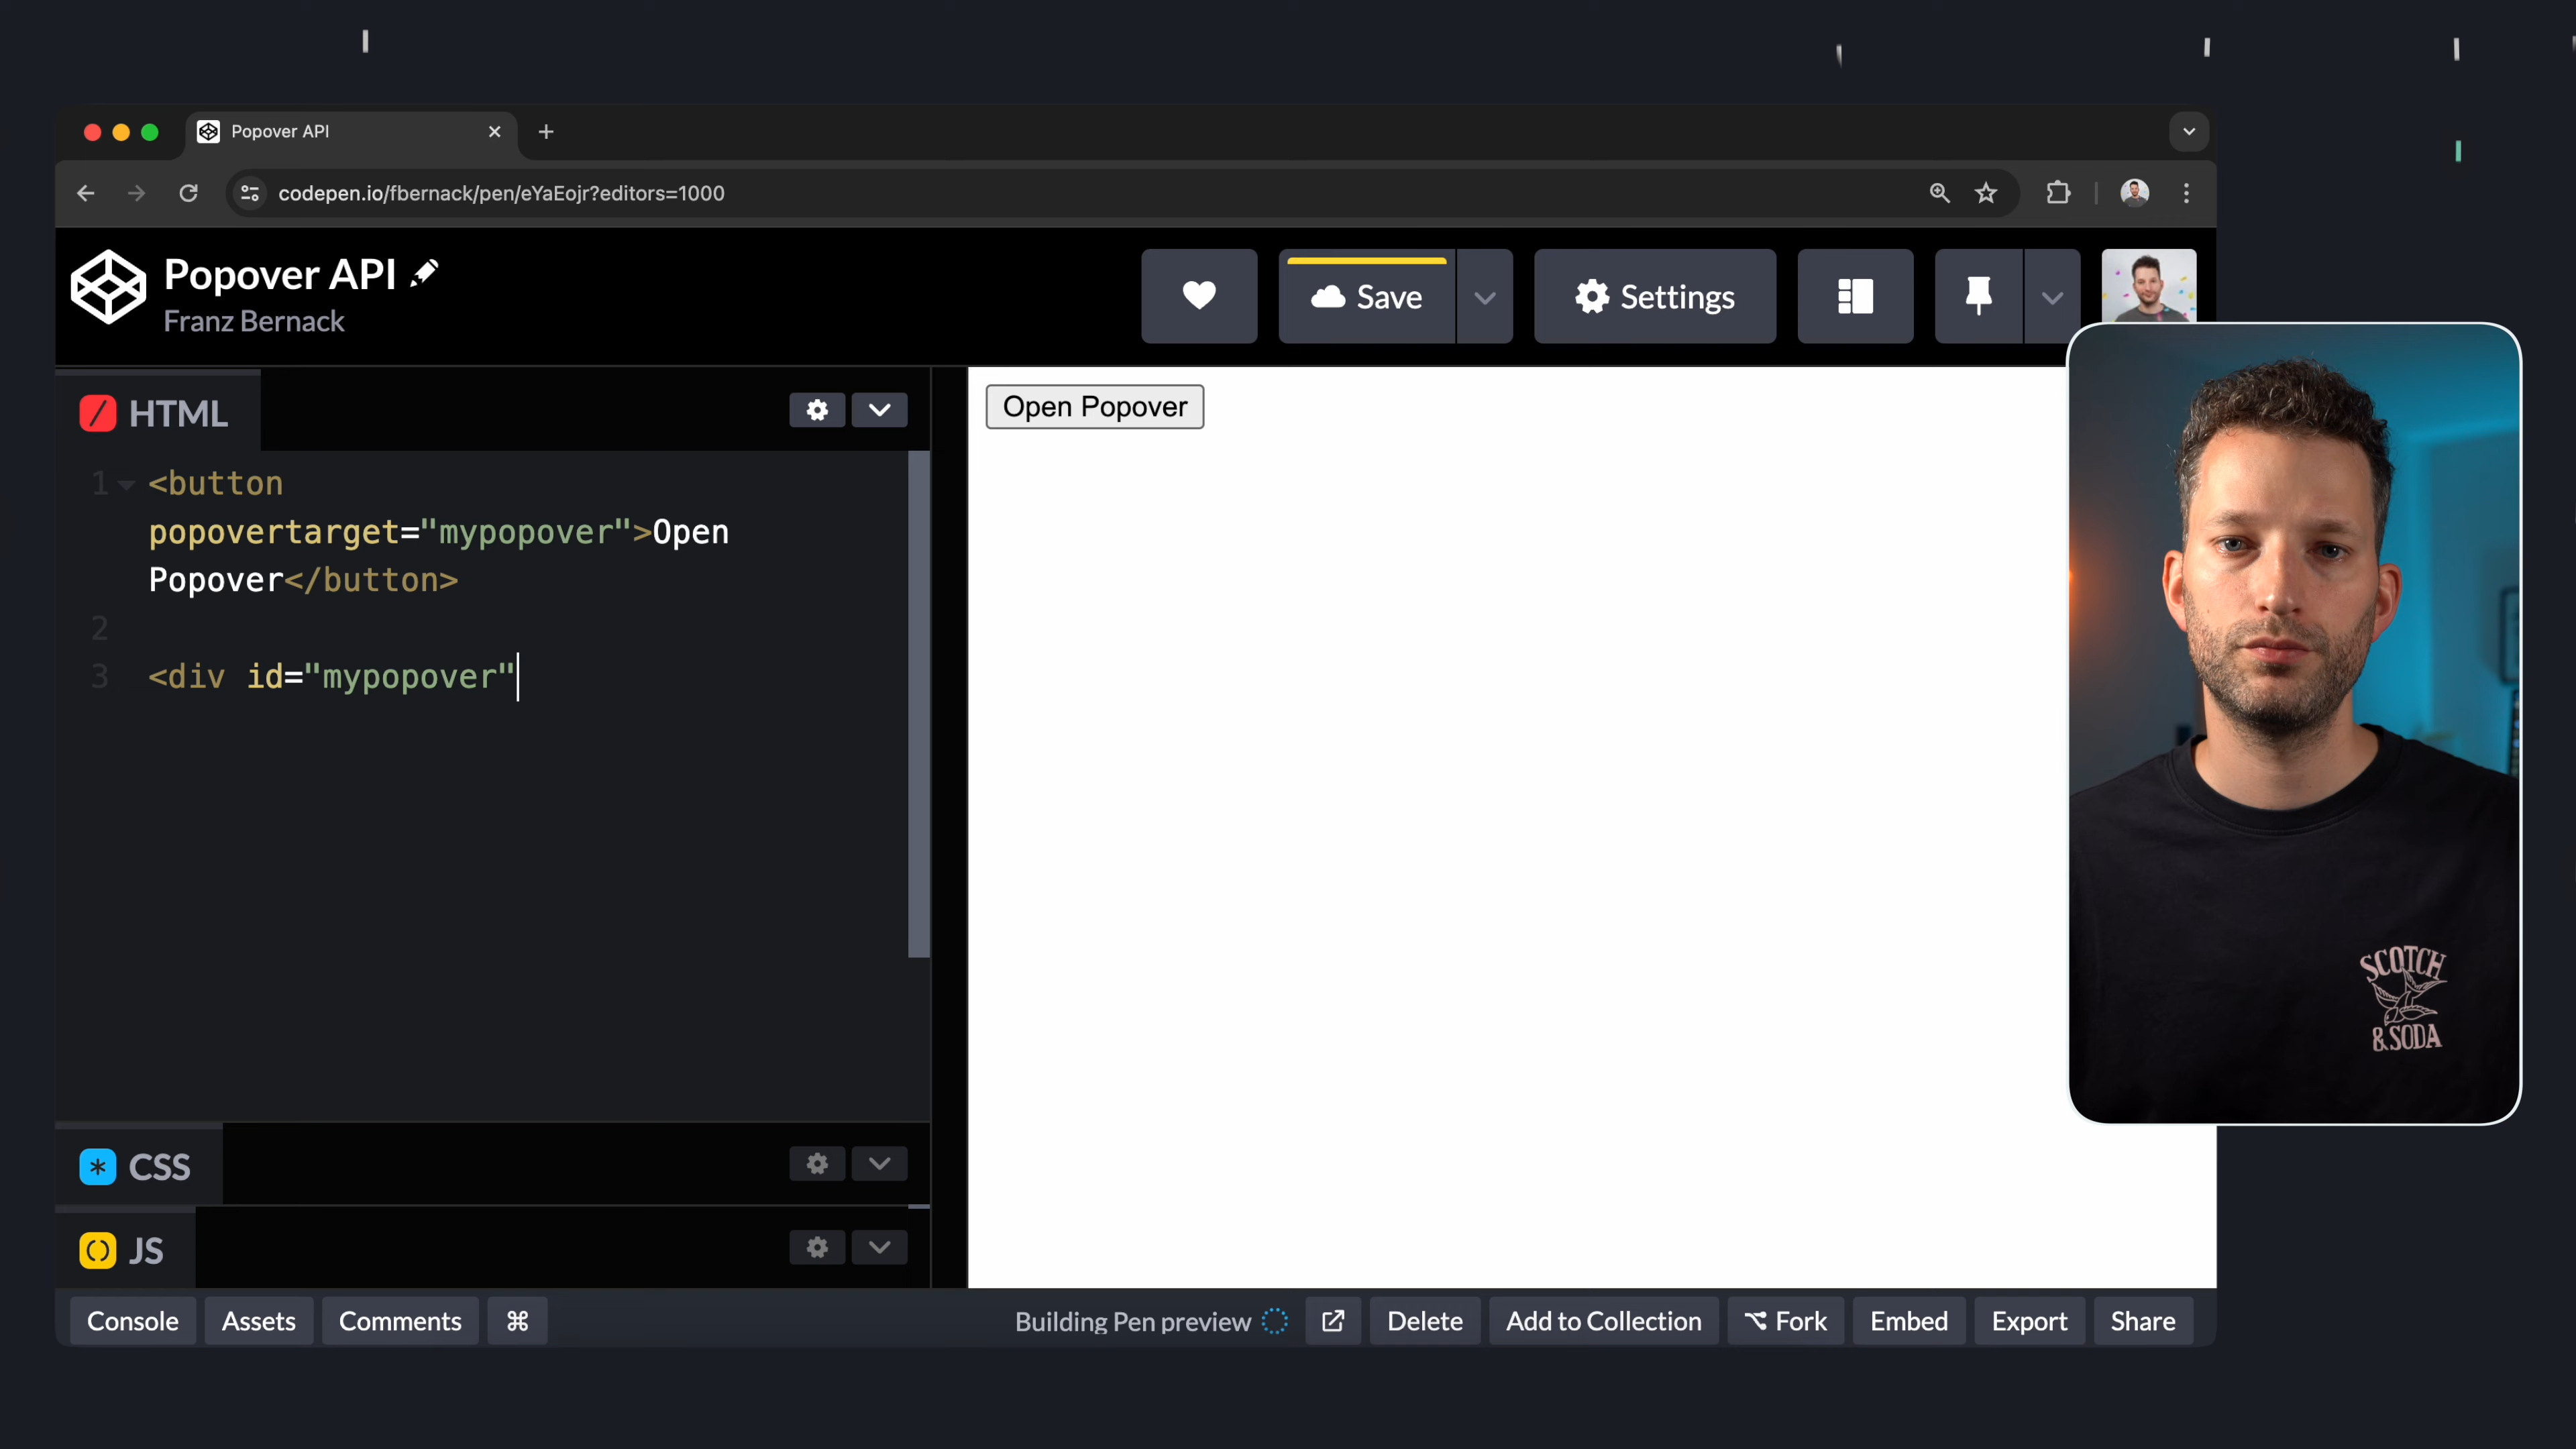 Popover API
codepen.io/fbernack/pen/eYaEojr?editors=1000
Popover API
Franz Bernack
Save
Settings
HTML
Open Popover
1 <button
popovertarget="mypopover">Open
Popover</button>
2
3 <div id="mypopover"
SCOTCH
& SODA
CSS
JS
Console Assets Comments ⌘ Building Pen preview Delete Add to Collection Fork Embed Export Share